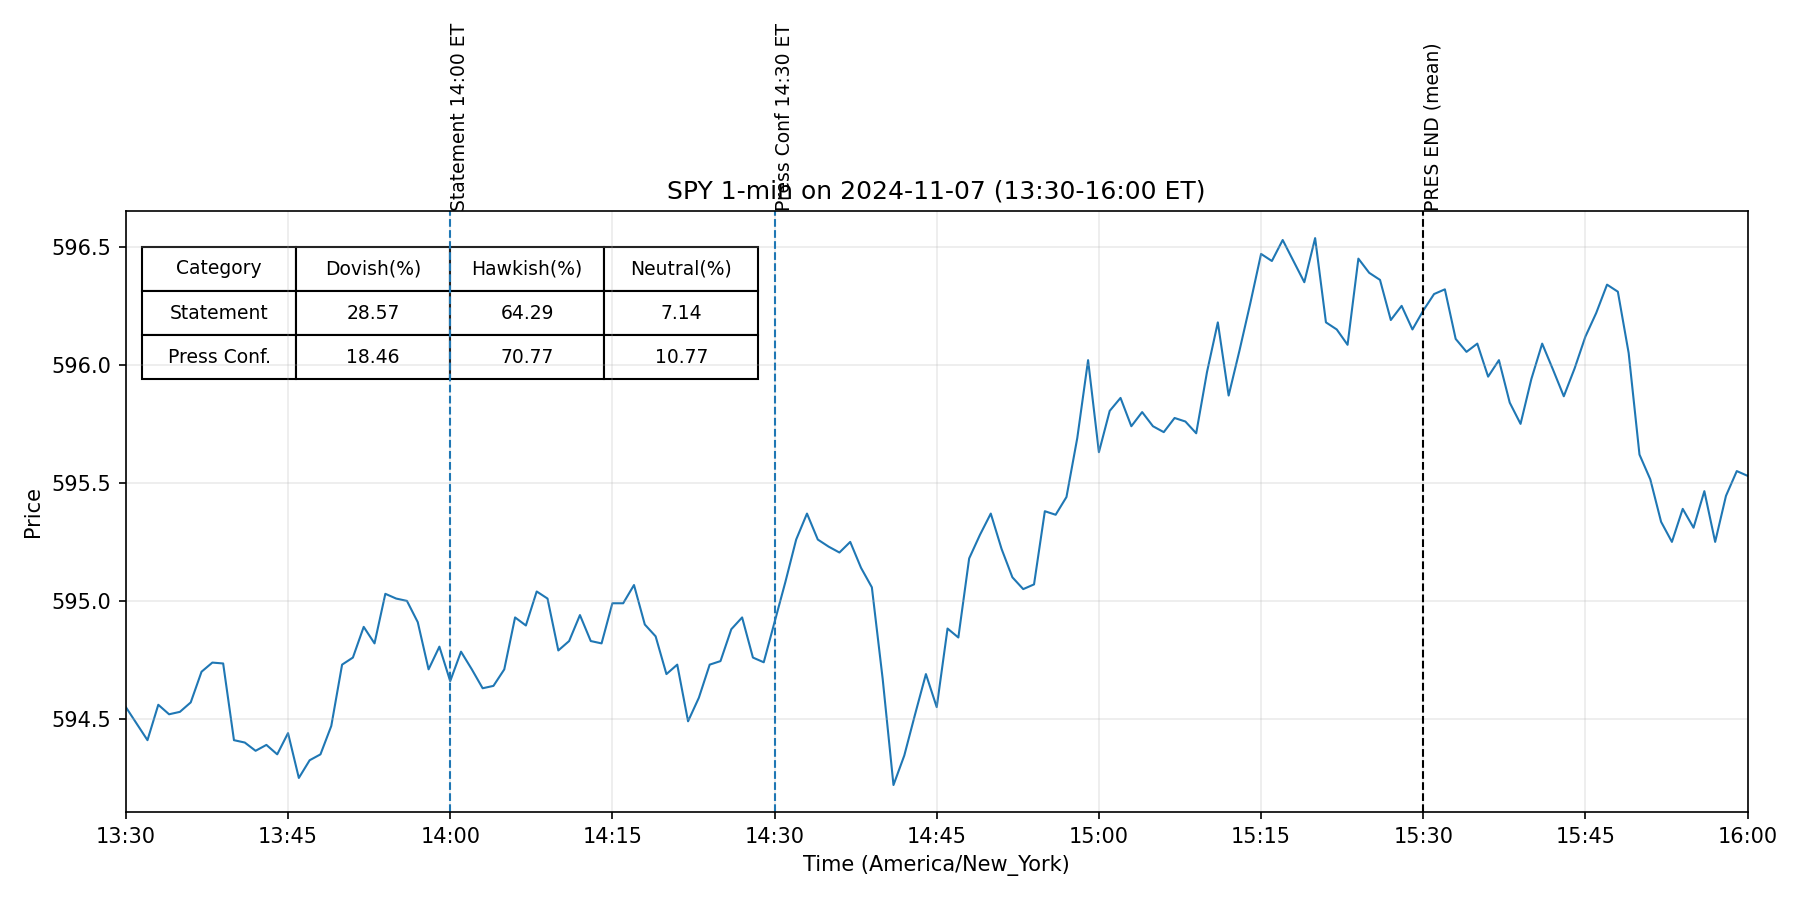 Statement 14:00 ET
Press Conf 14:30 ET
PRES END (mean)
SPY 1-min on 2024-11-07 (13:30-16:00 ET)
Category Dovish(%) Hawkish(%) Neutral(%)
Statement 28.57 64.29 7.14
Press Conf. 18.46 70.77 10.77
Price
596.5
596.0
595.5
595.0
594.5
13:30 13:45 14:00 14:15 14:30 14:45 15:00 15:15 15:30 15:45 16:00
Time (America/New_York)